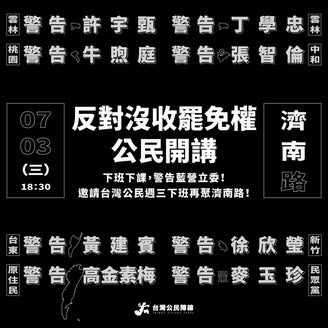 雲林 警告 許宇甄 警告 丁學忠 雲林
桃園 警告 牛煦庭 警告 張智倫 中和
07
03
(三)
18:30
反對沒收罷免權
公民開講
下班下課,警告藍營立委!
邀請台灣公民週三下班再聚濟南路!
濟南路
台東 警告 黃建賓 警告 徐欣瑩 新竹
原住民 警告 高金素梅 警告 麥玉珍 民眾黨
台灣公民陣線